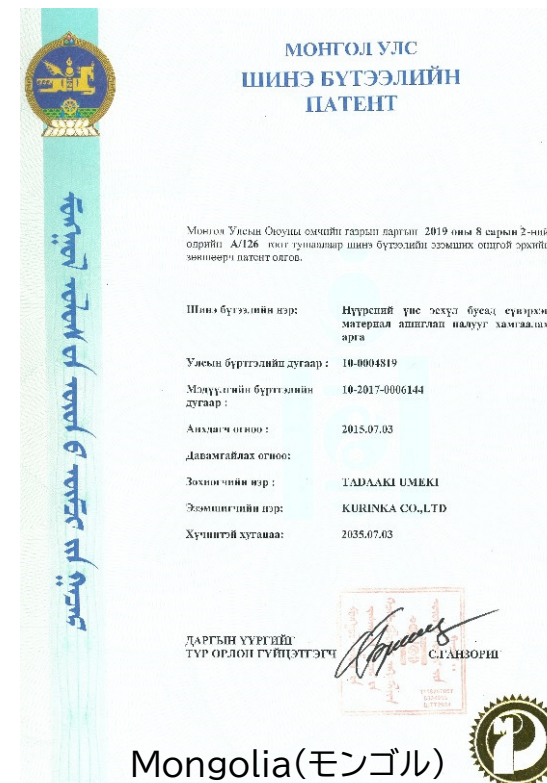 МОНГОЛ УЛС
ШИНЭ БҮТЭЭЛИЙН
ПАТЕНТ
Монгол Улсын Оюуны өмчийн газрын даргын 2019 оны 8 сарын 2-ний
өдрийн А/126 тоот тушаалаар шинэ бүтээлийн эзэмших онцгой эрхийн
зөвшөөрч патент олгов.
Шинэ бүтээлийн нэр: Нүүрсний үнс эсхүл бусад сүвэрхэг
материал ашиглан налууг хамгаалах
арга
Улсын бүртгэлийн дугаар : 10-0004819
Мэдүүлгийн бүртгэлийн 10-2017-0006144
дугаар :
Анхдагч огноо : 2015.07.03
Давамгайлах огноо:
Зохиогчийн нэр : TADAAKI UMEKI
Эзэмшигчийн нэр: KURINKA CO.,LTD
Хүчинтэй хугацаа: 2035.07.03
ДАРГЫН ҮҮРГИЙГ
ТҮР ОРЛОН ГҮЙЦЭТГЭГЧ С.ГАНЗОРИГ
Mongolia(モンゴル)